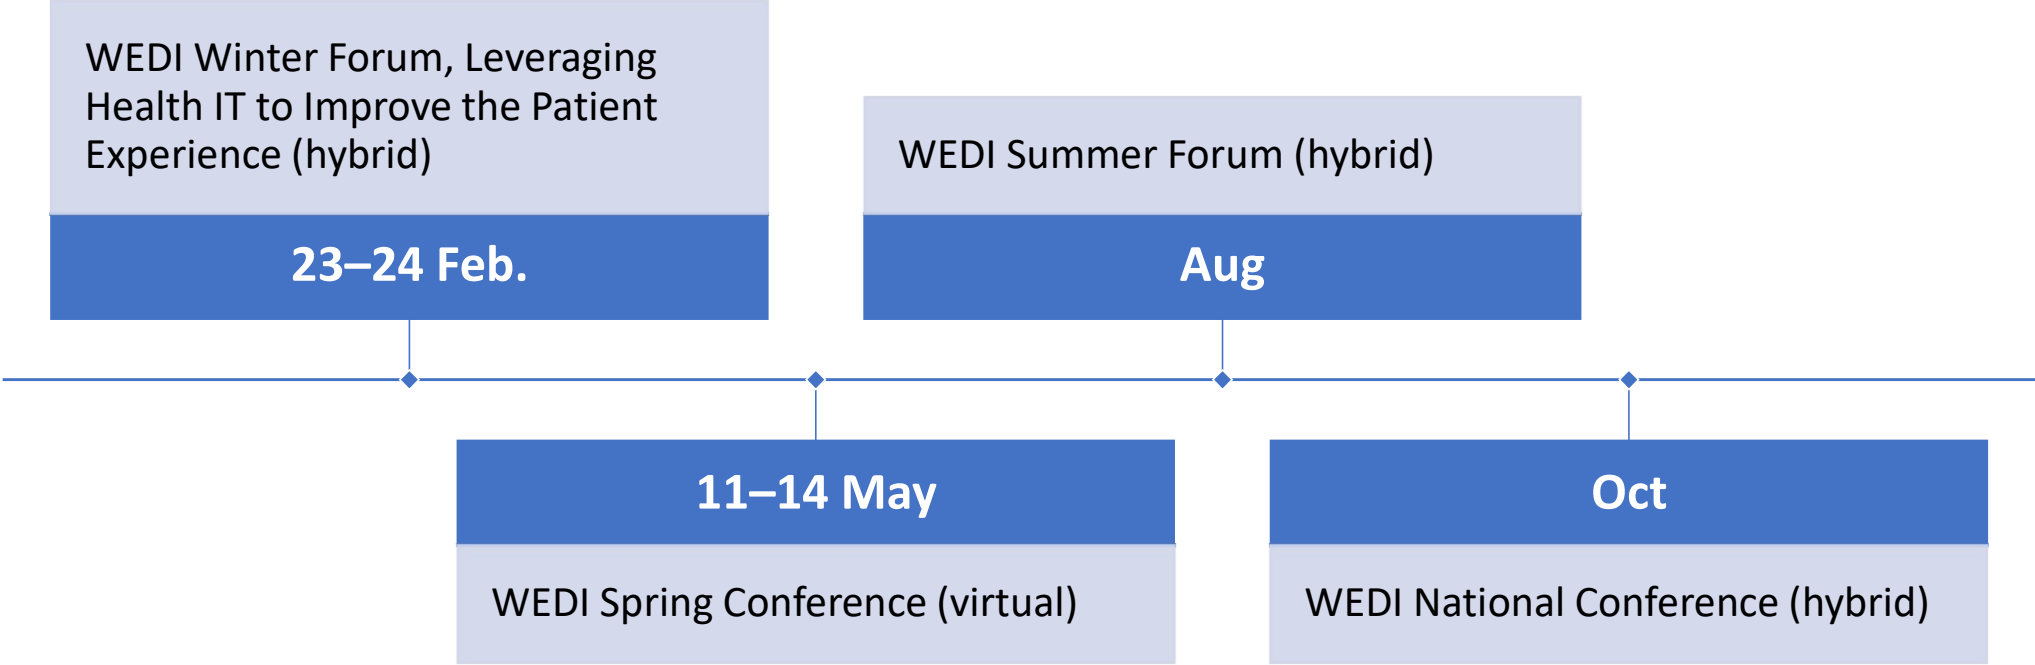 WEDI Winter Forum, Leveraging
Health IT to Improve the Patient
Experience (hybrid)
23–24 Feb.
11–14 May
WEDI Spring Conference (virtual)
WEDI Summer Forum (hybrid)
Aug
Oct
WEDI National Conference (hybrid)